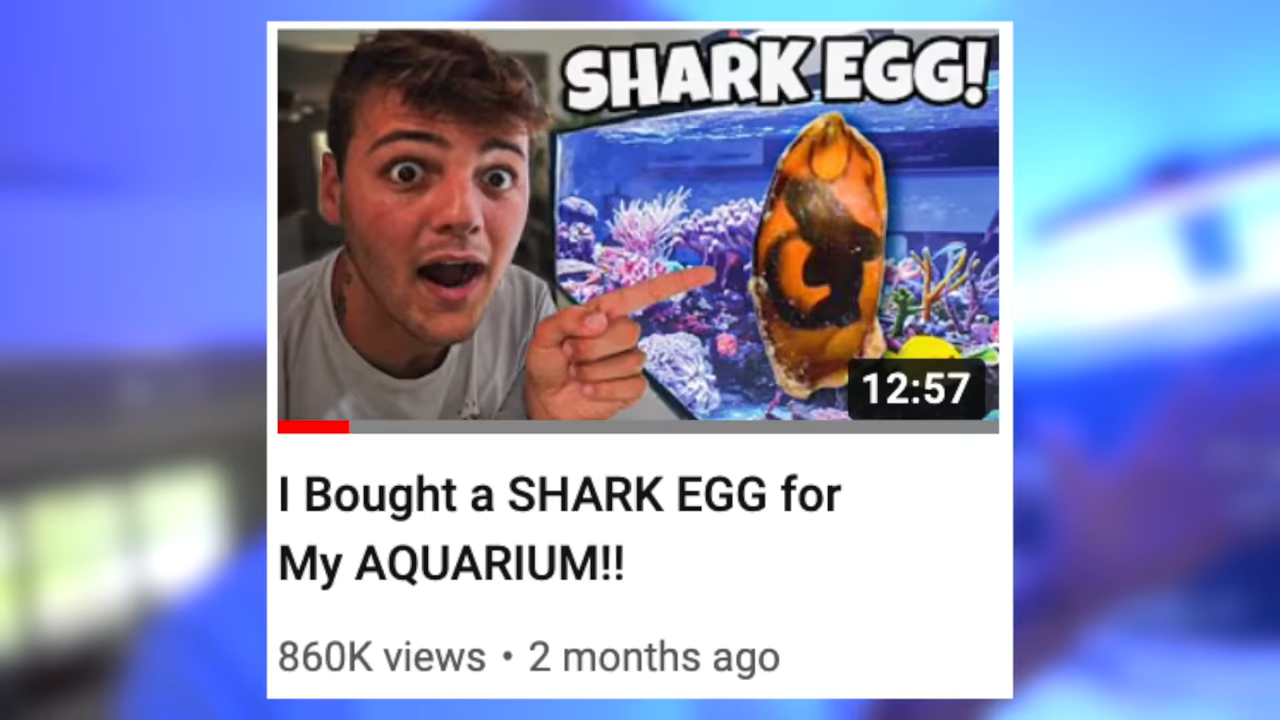 SHARK EGG!
12:57
I Bought a SHARK EGG for
My AQUARIUM!!
860K views • 2 months ago